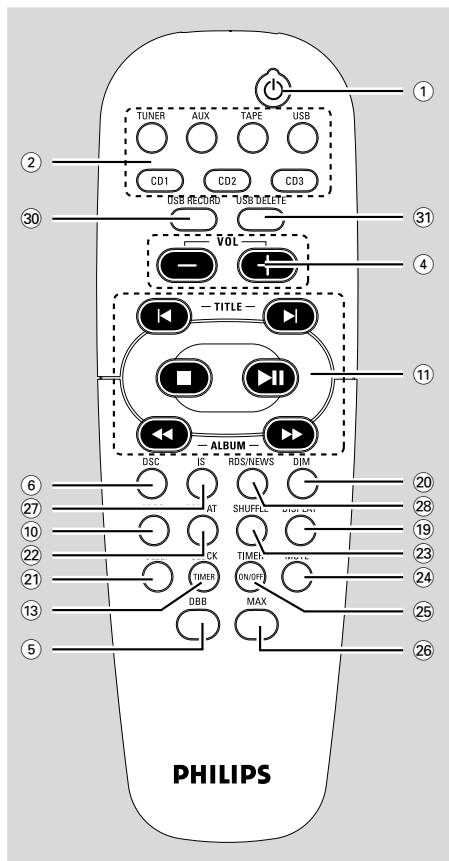 1
TUNER AUX TAPE USB
2
CD1 CD2 CD3
USB RECORD USB DELETE
30 31
VOL
4
TITLE
11
ALBUM
DSC IS RDS/NEWS DIM
6 20
27 28
SHUFFLE DISPLAY
10 19
22 23
TIMER MUTE
21 24
TIMER ON/OFF
13 25
DBB MAX
5 26
PHILIPS